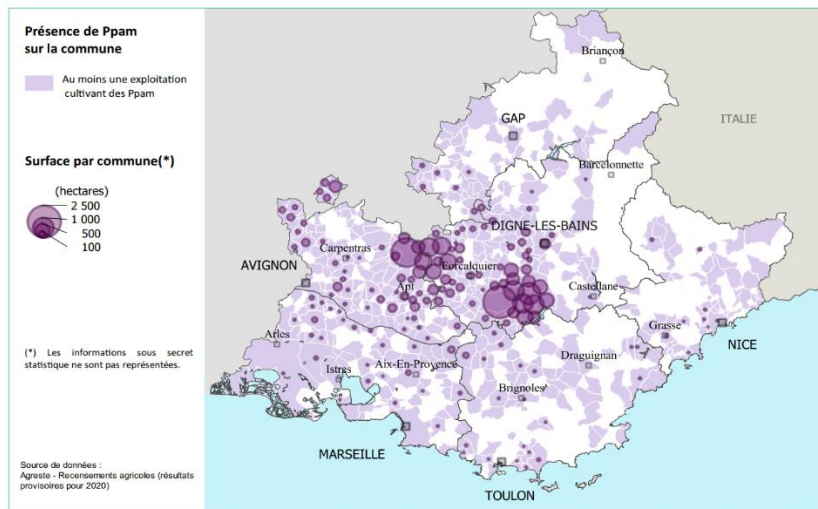 Présence de Ppam
sur la commune
Au moins une exploitation
cultivant des Ppam
Surface par commune(*)
(hectares)
2 500
1 000
500
100
(*) Les informations sous secret
statistique ne sont pas représentées.
Source de données :
Agreste - Recensements agricoles (résultats
provisoires pour 2020)
Briançon
GAP
ITALIE
Barcelonnette
DIGNE-LES-BAINS
Carpentras
Forcalquier
AVIGNON
Apt
Castellane
Arles
Grasse
NICE
Istres
Aix-En-Provence
Draguignan
Brignoles
MARSEILLE
TOULON